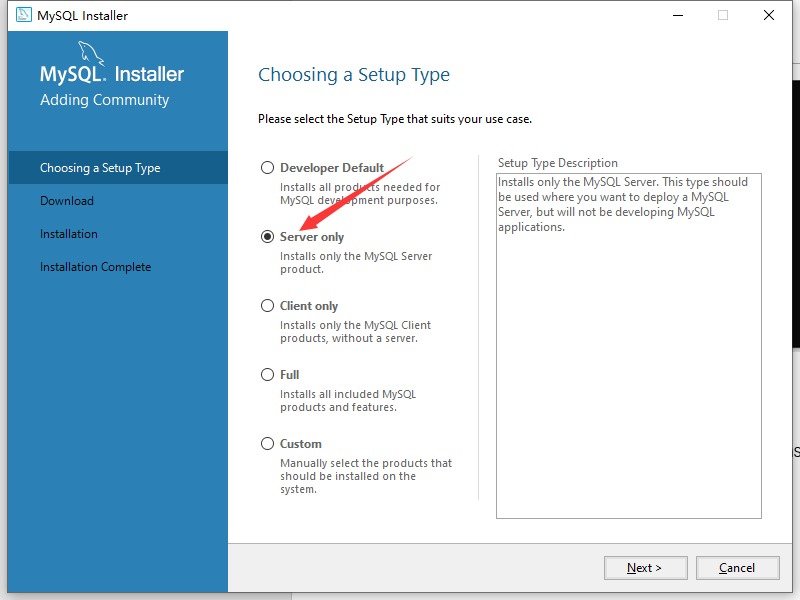 MySQL Installer
MySQL. Installer
Adding Community
Choosing a Setup Type
Download
Installation
Installation Complete
Choosing a Setup Type
Please select the Setup Type that suits your use case.
Developer Default
Installs all products needed for
MySQL development purposes.
Server only
Installs only the MySQL Server
product.
Client only
Installs only the MySQL Client
products, without a server.
Full
Installs all included MySQL
products and features.
Custom
Manually select the products that
should be installed on the
system.
Setup Type Description
Installs only the MySQL Server. This type should
be used where you want to deploy a MySQL
Server, but will not be developing MySQL
applications.
Next >
Cancel